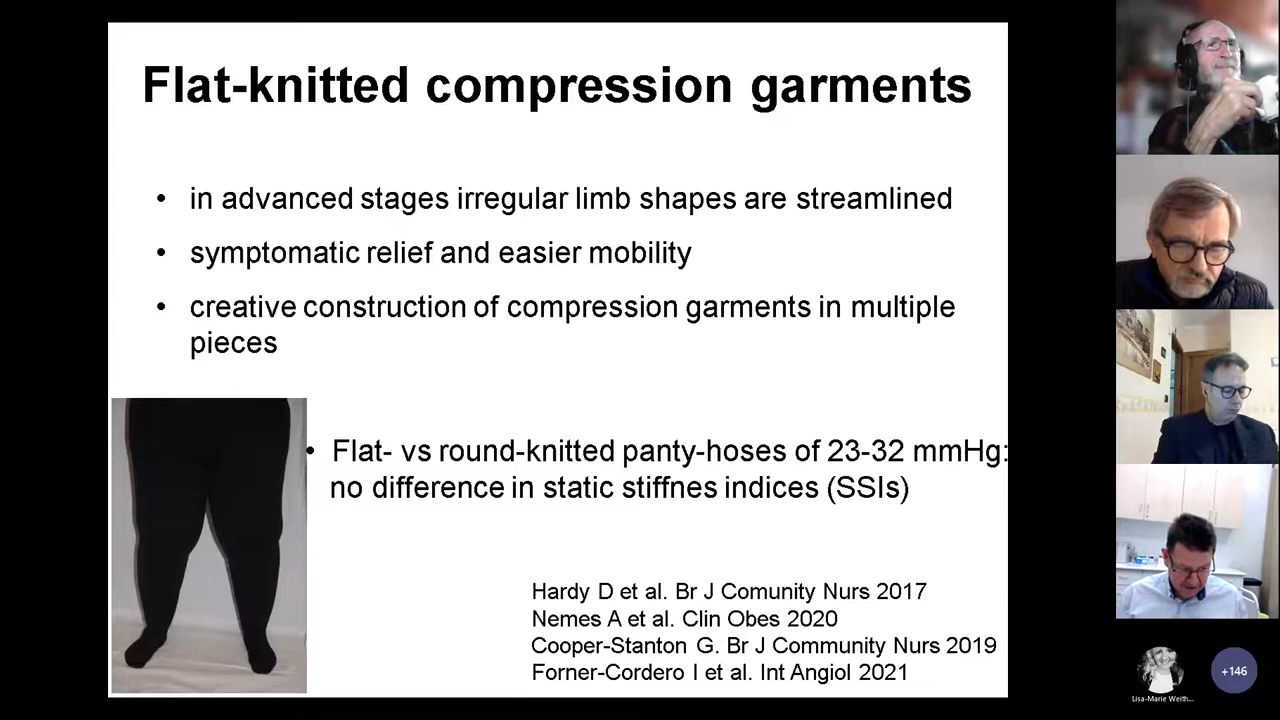 Flat-knitted compression garments
• in advanced stages irregular limb shapes are streamlined
• symptomatic relief and easier mobility
• creative construction of compression garments in multiple
pieces
• Flat- vs round-knitted panty-hoses of 23-32 mmHg:
no difference in static stiffnes indices (SSIs)
Hardy D et al. Br J Comunity Nurs 2017
Nemes A et al. Clin Obes 2020
Cooper-Stanton G. Br J Community Nurs 2019
Forner-Cordero I et al. Int Angiol 2021
Lisa-Marie Weith...
+146